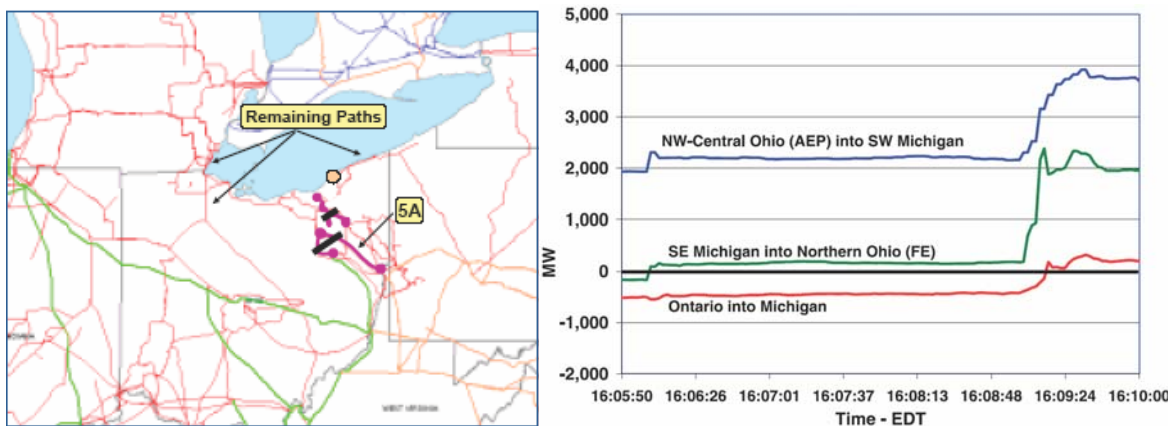 Remaining Paths
5A
WEST VIRGINIA
5,000
4,000
3,000
2,000
1,000
0
-1,000
-2,000
MW
NW-Central Ohio (AEP) into SW Michigan
SE Michigan into Northern Ohio (FE)
Ontario into Michigan
16:05:50 16:06:26 16:07:01 16:07:37 16:08:13 16:08:48 16:09:24 16:10:00
Time - EDT